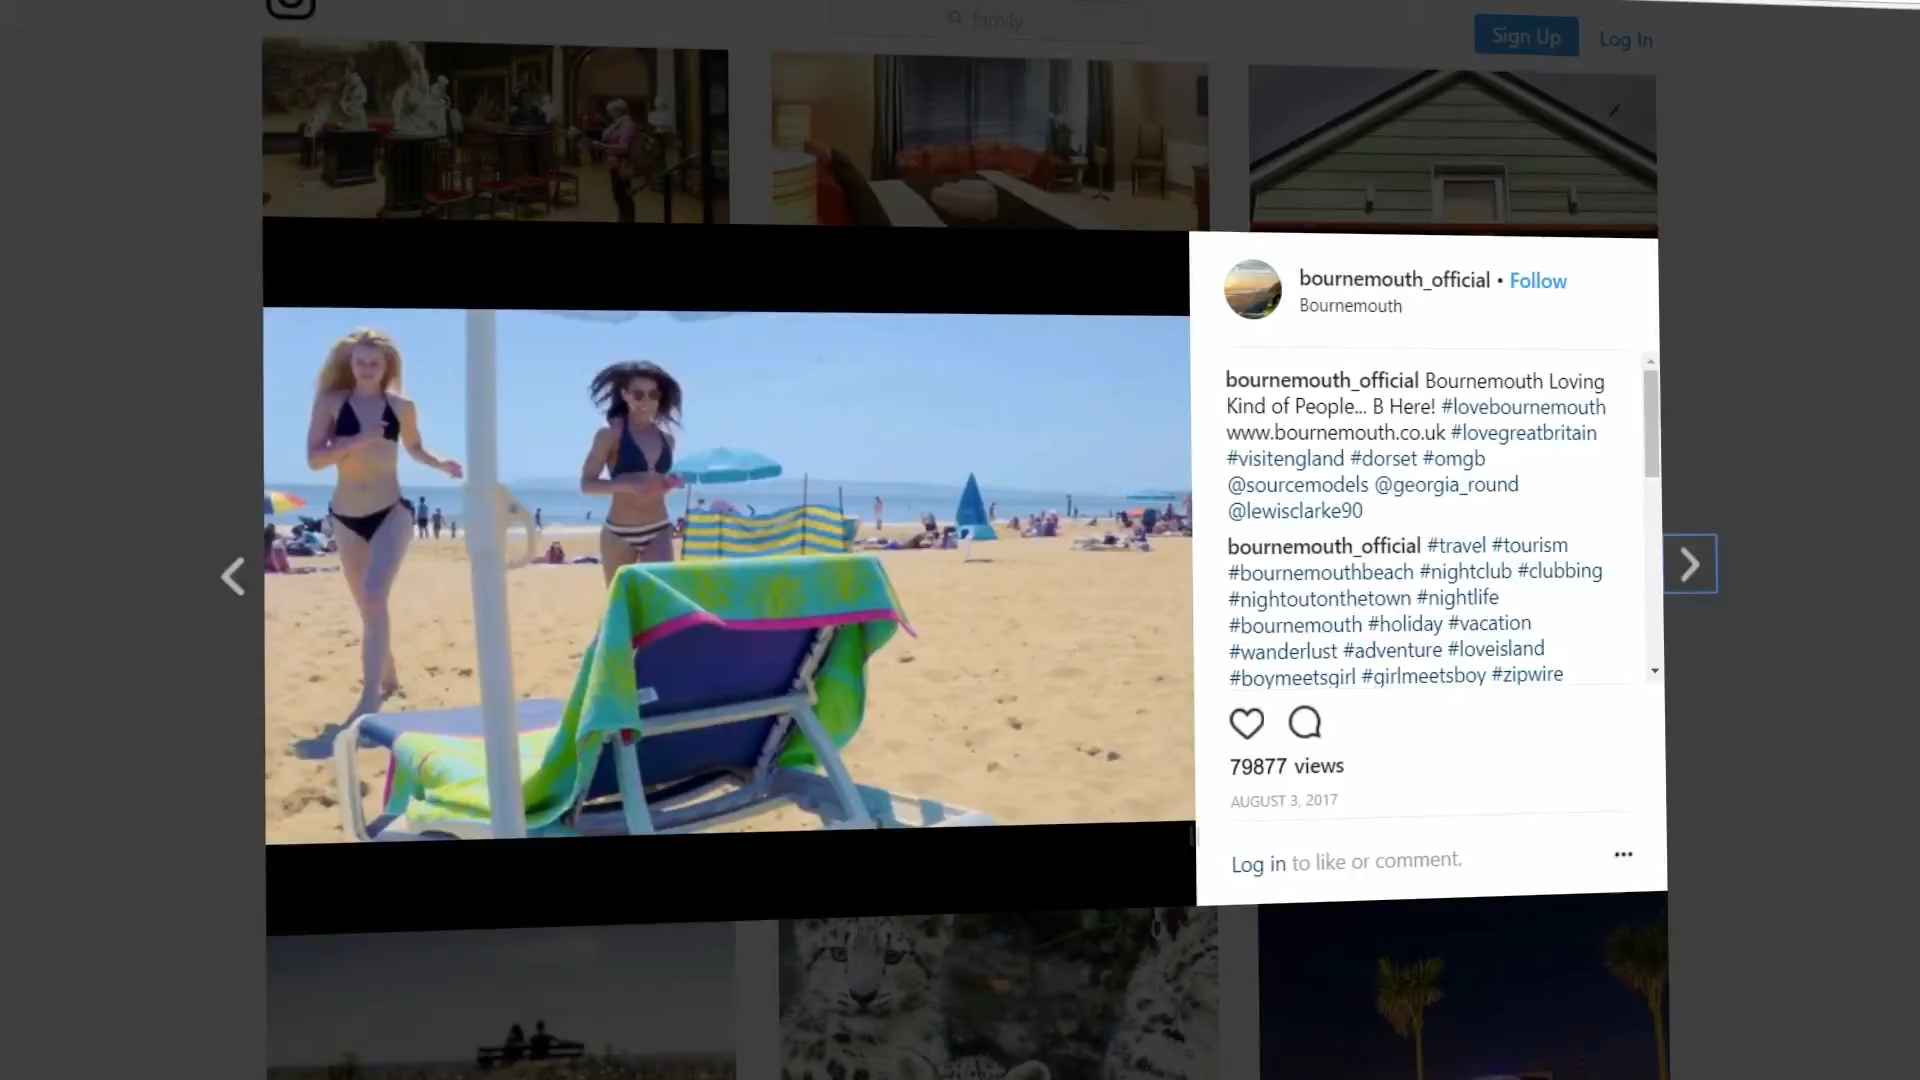 family
Sign Up
Log In
bournemouth_official • Follow
Bournemouth
bournemouth_official Bournemouth Loving
Kind of People... B Here! #lovebournemouth
www.bournemouth.co.uk #lovegreatbritain
#visitengland #dorset #omgb
@sourcemodels @georgia_round
@lewisclarke90
bournemouth_official #travel #tourism
#bournemouthbeach #nightclub #clubbing
#nightoutonthetown #nightlife
#bournemouth #holiday #vacation
#wanderlust #adventure #loveisland
#boymeetsgirl #girlmeetsboy #zipwire
79877 views
AUGUST 3, 2017
Log in to like or comment.